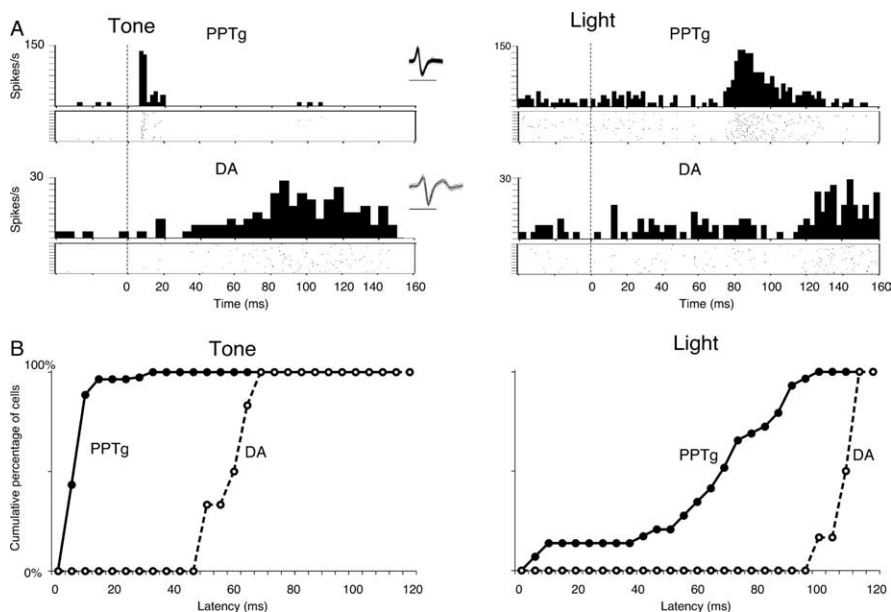 A
Tone
PPTg
150
Spikes/s
DA
30
Spikes/s
0 20 40 60 80 100 120 140 160
Time (ms)
Light
PPTg
150
DA
30
0 20 40 60 80 100 120 140 160
Time (ms)
B
Tone
100%
0%
Cumulative percentage of cells
PPTg
DA
0 20 40 60 80 100 120
Latency (ms)
Light
PPTg
DA
0 20 40 60 80 100 120
Latency (ms)